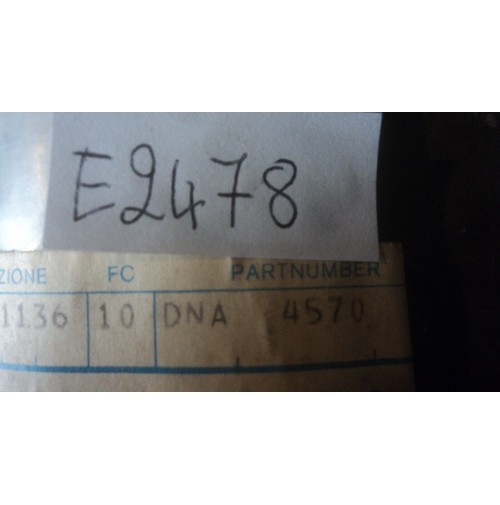 E2478
ZIONE FC PARTNUMBER
1136 10 DNA 4570